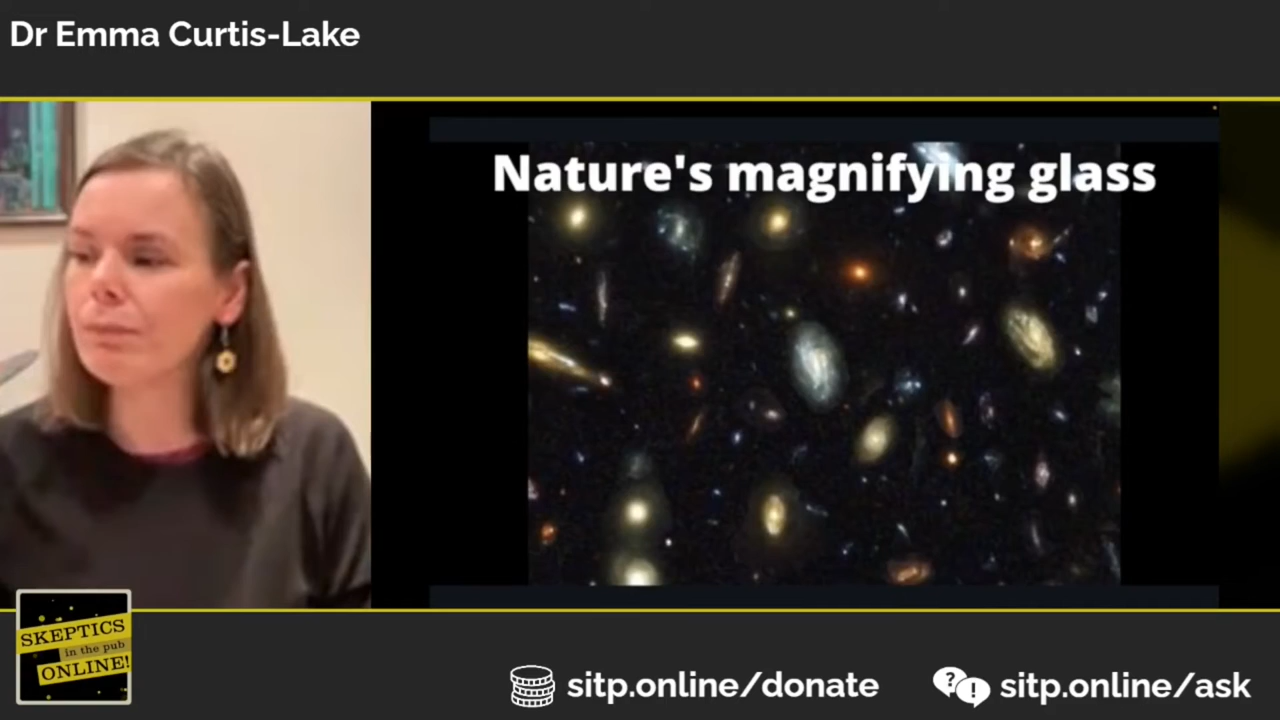 Dr Emma Curtis-Lake
Nature's magnifying glass
SKEPTICS
in the pub
ONLINE!
sitp.online/donate
? !
sitp.online/ask